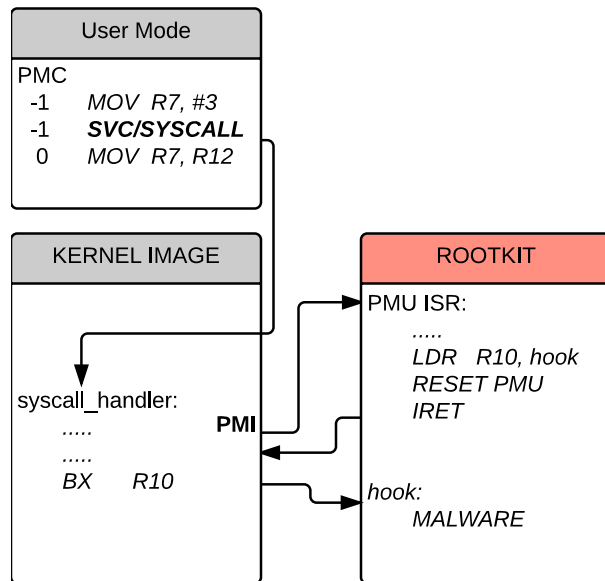 User Mode
PMC
-1 MOV R7, #3
-1 SVC/SYSCALL
0 MOV R7, R12
KERNEL IMAGE
syscall_handler:
.....
.....
BX R10
PMI
ROOTKIT
PMU ISR:
.....
LDR R10, hook
RESET PMU
IRET
hook:
MALWARE